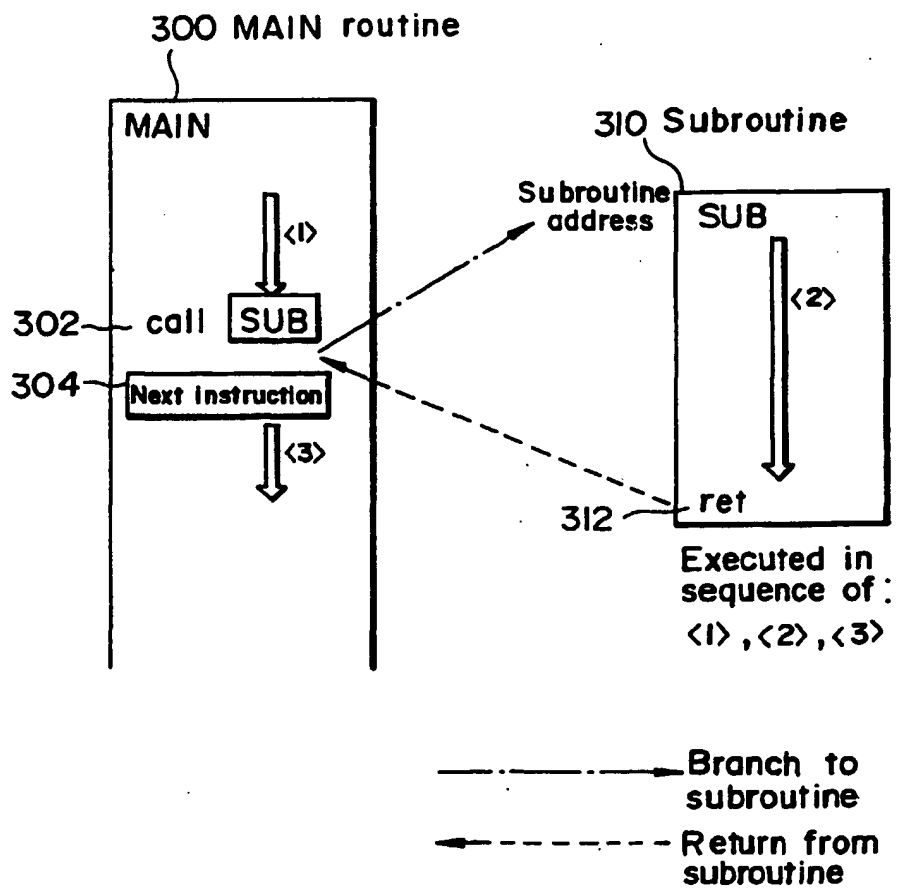 300 MAIN routine
MAIN
<1>
302 call SUB
304 Next instruction
<3>
310 Subroutine
Subroutine
address
SUB
<2>
312 ret
Executed in
sequence of :
<1>, <2>, <3>
Branch to
subroutine
Return from
subroutine